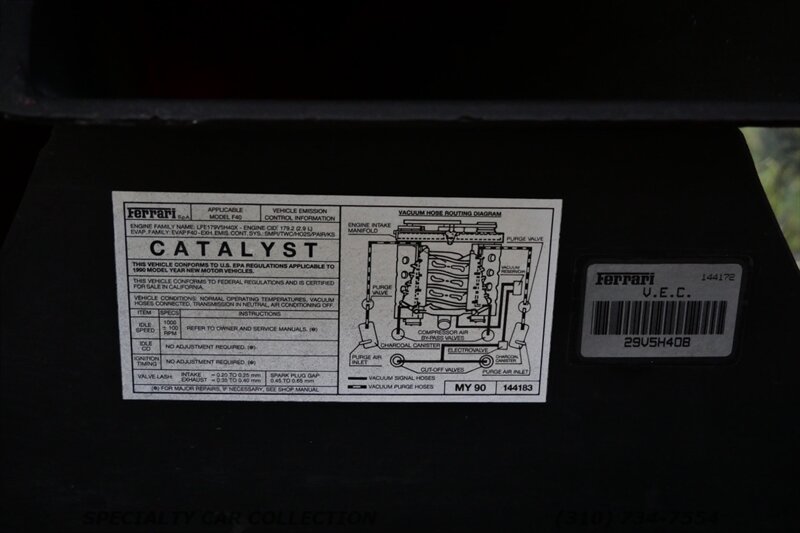 Ferrari S.p.A.
APPLICABLE MODEL F40
VEHICLE EMISSION CONTROL INFORMATION
ENGINE FAMILY NAME: LFE179V5H40X - ENGINE CID: 179.2 (2.9 L)
EVAP. FAMILY: EVAP.F40 - EXH. EMIS. CONT. SYS.: SMPI/TWC/HO2S/PAIR/KS
CATALYST
THIS VEHICLE CONFORMS TO U.S. EPA REGULATIONS APPLICABLE TO
1990 MODEL YEAR NEW MOTOR VEHICLES.
THIS VEHICLE CONFORMS TO FEDERAL REGULATIONS AND IS CERTIFIED
FOR SALE IN CALIFORNIA.
VEHICLE CONDITIONS: NORMAL OPERATING TEMPERATURES, VACUUM
HOSES CONNECTED, TRANSMISSION IN NEUTRAL, AIR CONDITIONING OFF.
ITEM SPECS INSTRUCTIONS
IDLE SPEED 1000 ± 100 RPM REFER TO OWNER AND SERVICE MANUALS.
IDLE CO NO ADJUSTMENT REQUIRED.
IGNITION TIMING NO ADJUSTMENT REQUIRED.
VALVE LASH: INTAKE = 0.20 TO 0.25 mm SPARK PLUG GAP:
EXHAUST = 0.35 TO 0.40 mm 0.45 TO 0.55 mm
FOR MAJOR REPAIRS, IF NECESSARY, SEE SHOP MANUAL
VACUUM HOSE ROUTING DIAGRAM
ENGINE INTAKE
MANIFOLD
PURGE VALVE
VACUUM
RESERVOIR
PURGE
VALVE
COMPRESSOR AIR
BY-PASS VALVES
CHARCOAL CANISTER
ELECTROVALVE
PURGE AIR
INLET
CHARCOAL
CANISTER
CUT-OFF VALVES
PURGE AIR INLET
VACUUM SIGNAL HOSES
VACUUM PURGE HOSES
MY 90 144183
Ferrari 144172
V.E.C.
29V5H40B
SPECIALTY CAR COLLECTION
(310) 734-7554